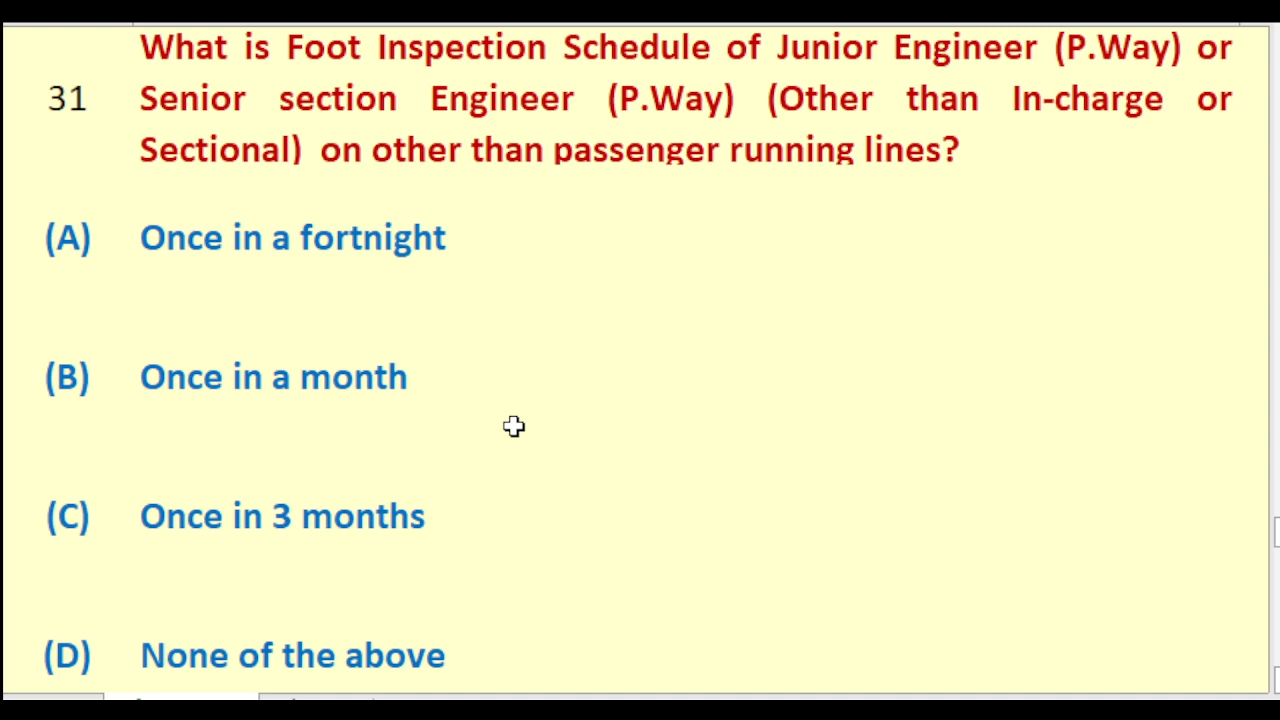 What is Foot Inspection Schedule of Junior Engineer (P.Way) or
31 Senior section Engineer (P.Way) (Other than In-charge or
Sectional) on other than passenger running lines?
(A) Once in a fortnight
(B) Once in a month
(C) Once in 3 months
(D) None of the above